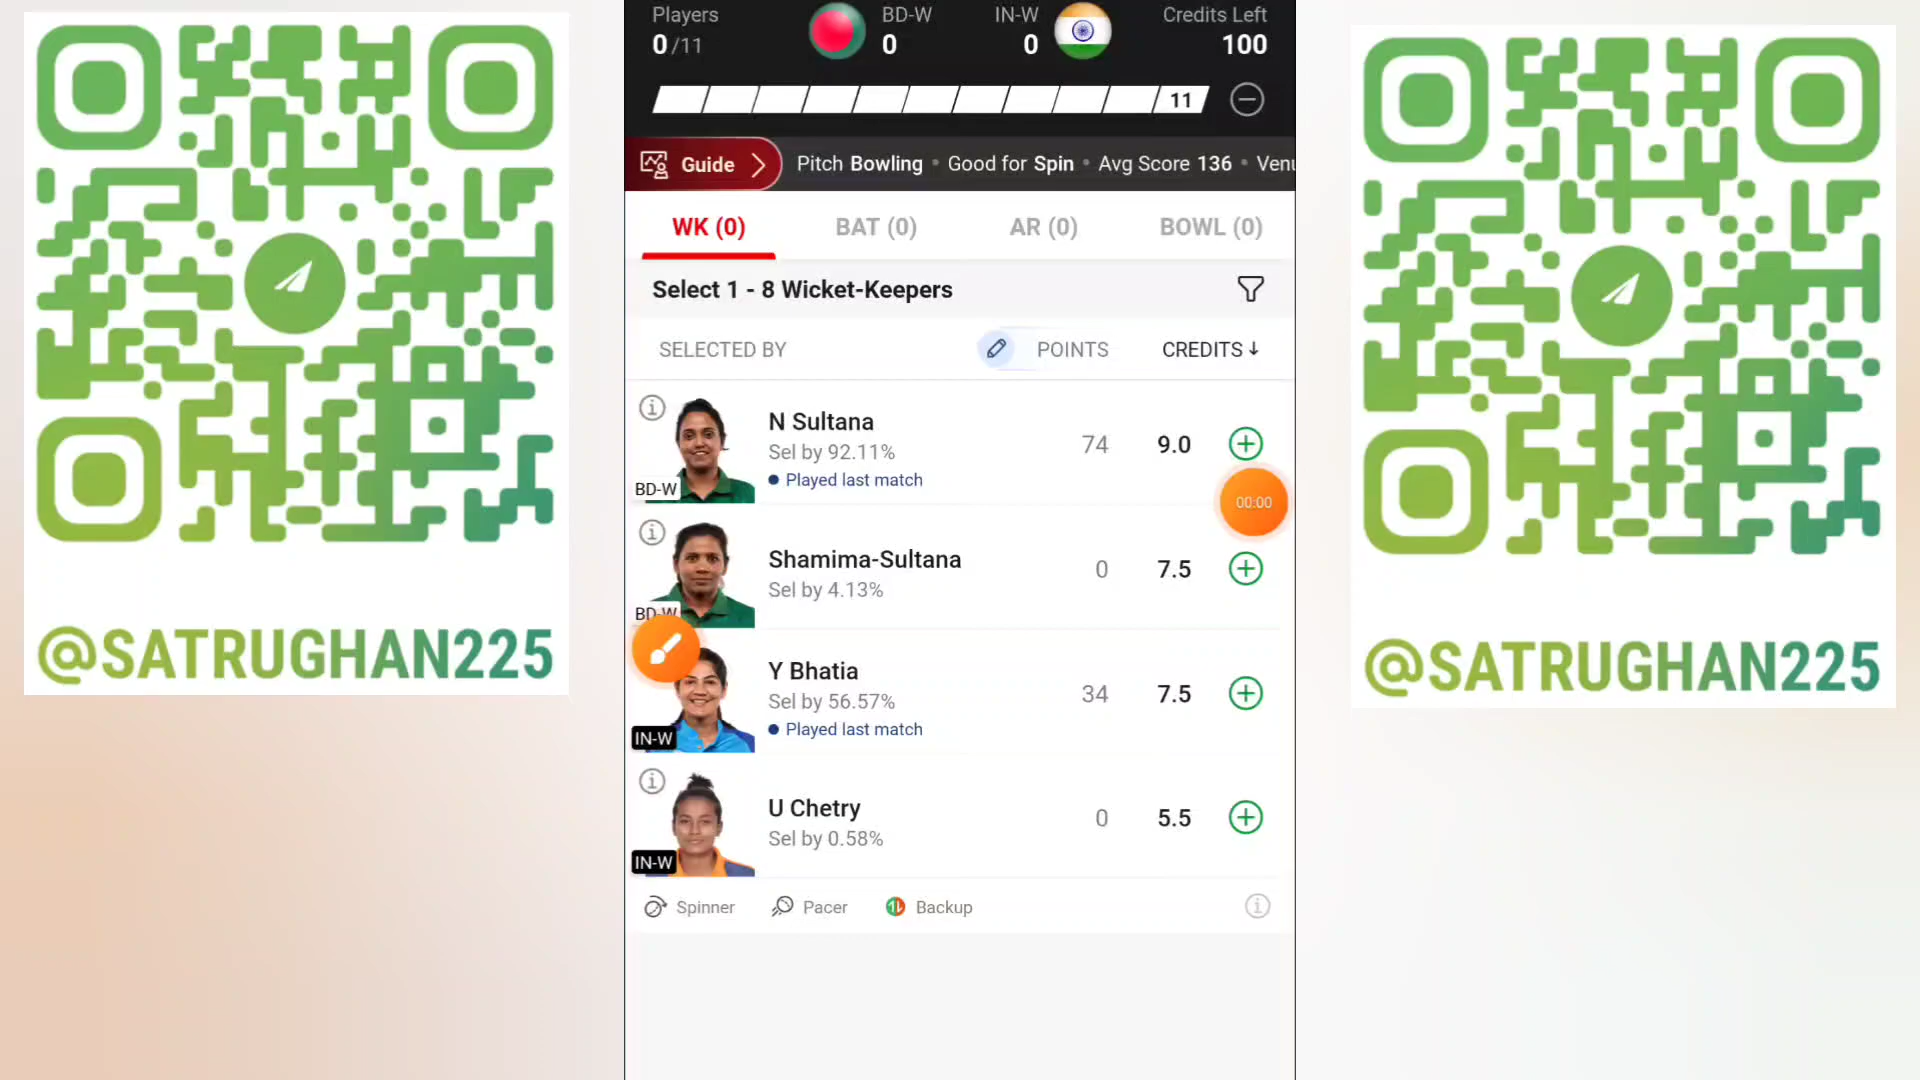 @SATRUGHAN225
Players
0/11
BD-W
0
IN-W
0
Credits Left
100
11
Guide
Pitch Bowling • Good for Spin • Avg Score 136 • Venu
WK (0)
BAT (0)
AR (0)
BOWL (0)
Select 1 - 8 Wicket-Keepers
SELECTED BY
POINTS
CREDITS↓
N Sultana
Sel by 92.11%
Played last match
74
9.0
BD-W
00:00
Shamima-Sultana
Sel by 4.13%
0
7.5
BD-W
Y Bhatia
Sel by 56.57%
Played last match
34
7.5
IN-W
U Chetry
Sel by 0.58%
0
5.5
IN-W
Spinner
Pacer
Backup
@SATRUGHAN225